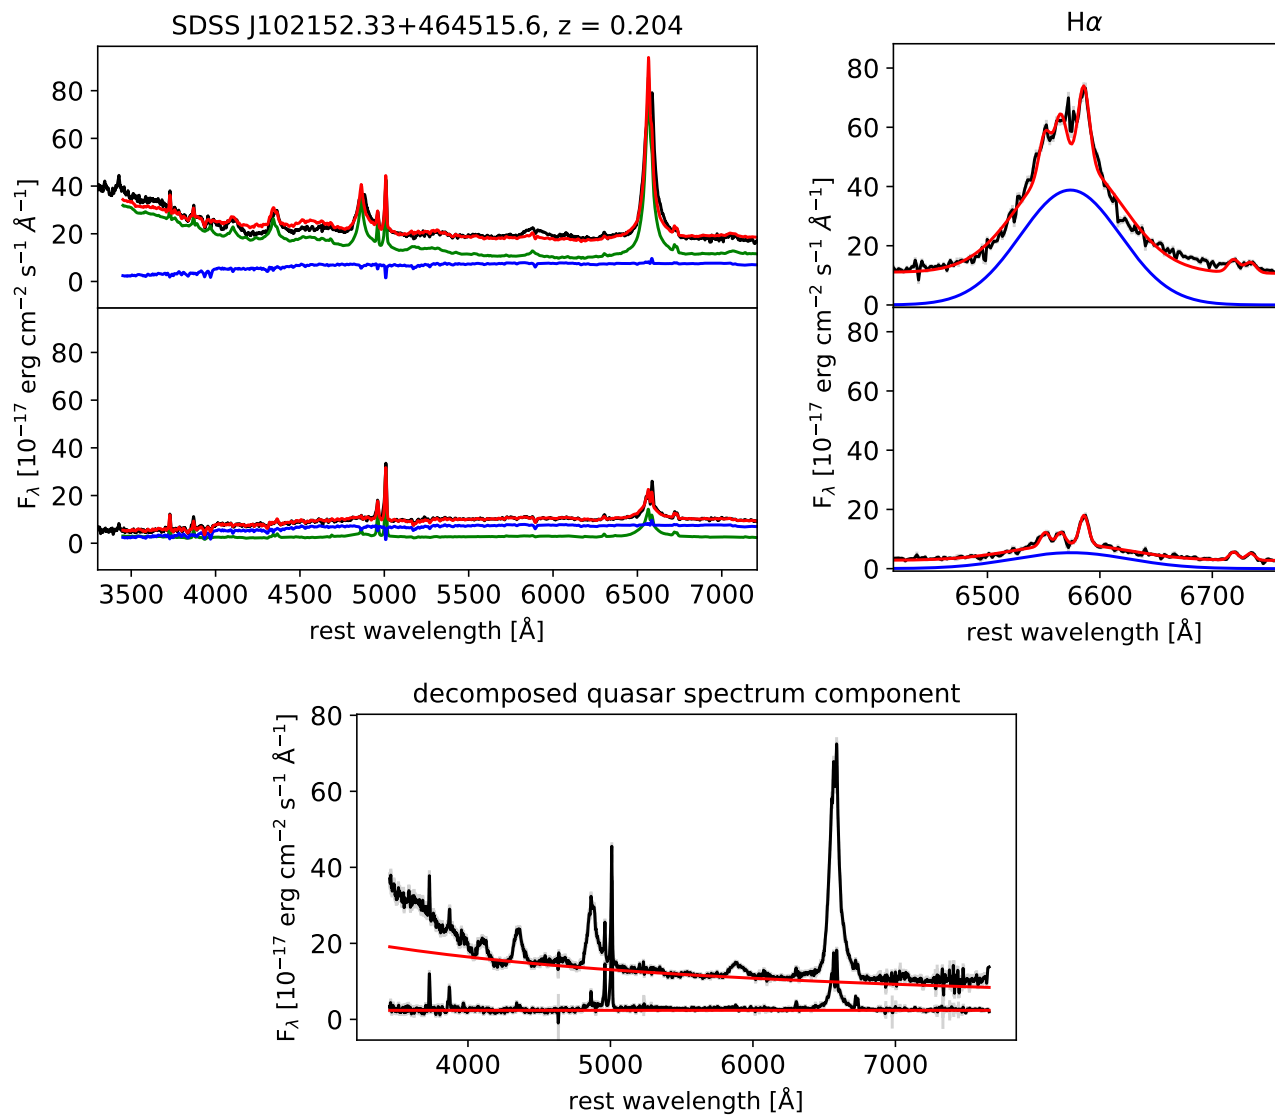 SDSS J102152.33+464515.6, z = 0.204
Hα
80
60
40
20
0
80
60
40
20
0
F_λ [10^−17 erg cm^−2 s^−1 Å^−1]
3500 4000 4500 5000 5500 6000 6500 7000
rest wavelength [Å]
80
60
40
20
0
80
60
40
20
0
F_λ [10^−17 erg cm^−2 s^−1 Å^−1]
6500 6600 6700
rest wavelength [Å]
decomposed quasar spectrum component
80
60
40
20
0
F_λ [10^−17 erg cm^−2 s^−1 Å^−1]
4000 5000 6000 7000
rest wavelength [Å]